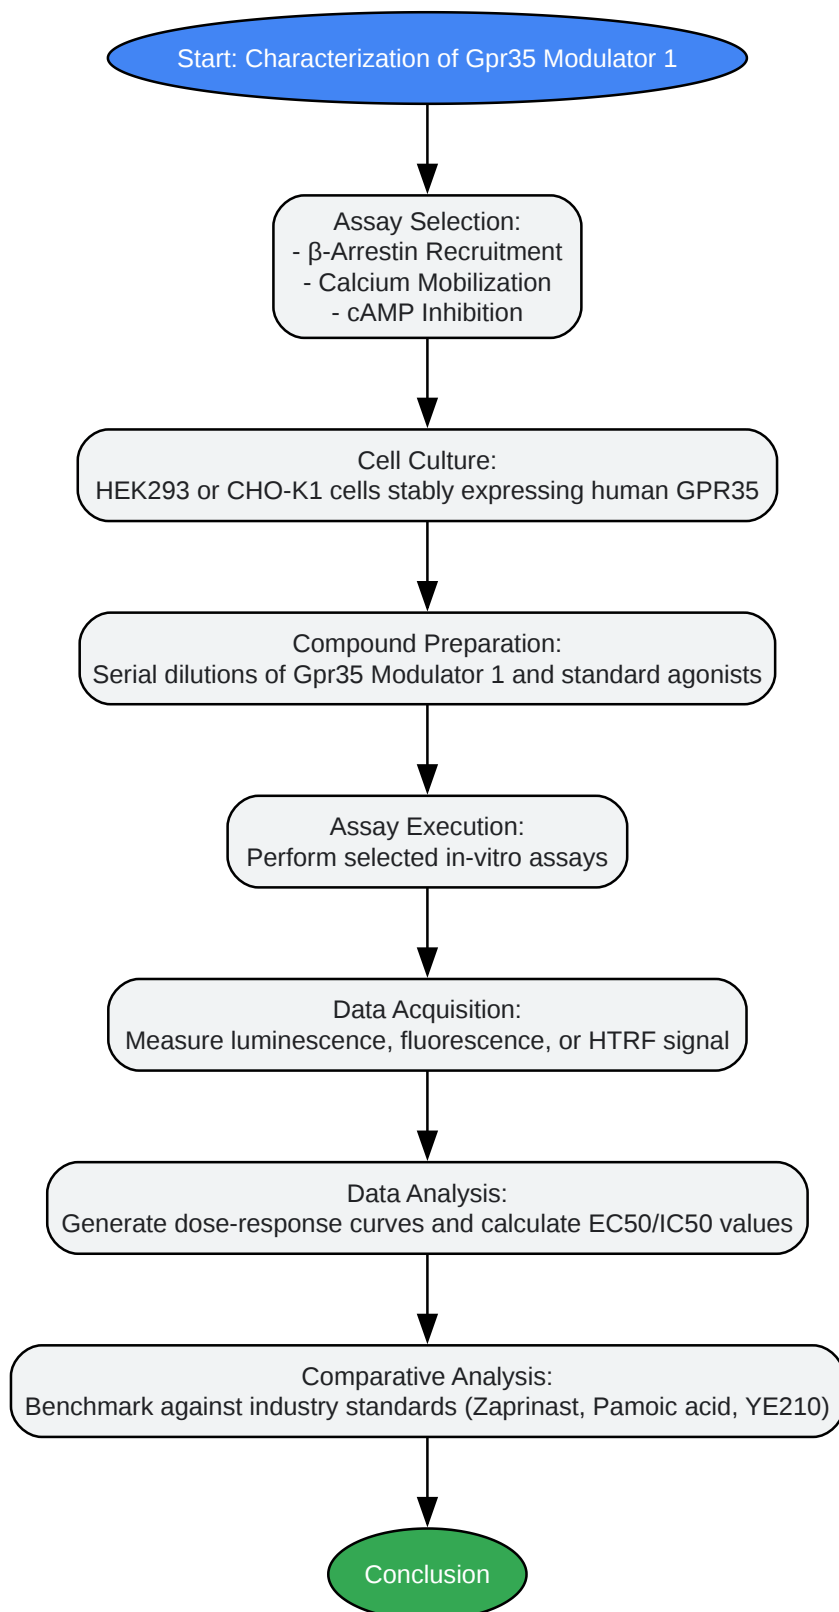 Start: Characterization of Gpr35 Modulator 1
Assay Selection:
- β-Arrestin Recruitment
- Calcium Mobilization
- cAMP Inhibition
Cell Culture:
HEK293 or CHO-K1 cells stably expressing human GPR35
Compound Preparation:
Serial dilutions of Gpr35 Modulator 1 and standard agonists
Assay Execution:
Perform selected in-vitro assays
Data Acquisition:
Measure luminescence, fluorescence, or HTRF signal
Data Analysis:
Generate dose-response curves and calculate EC50/IC50 values
Comparative Analysis:
Benchmark against industry standards (Zaprinast, Pamoic acid, YE210)
Conclusion